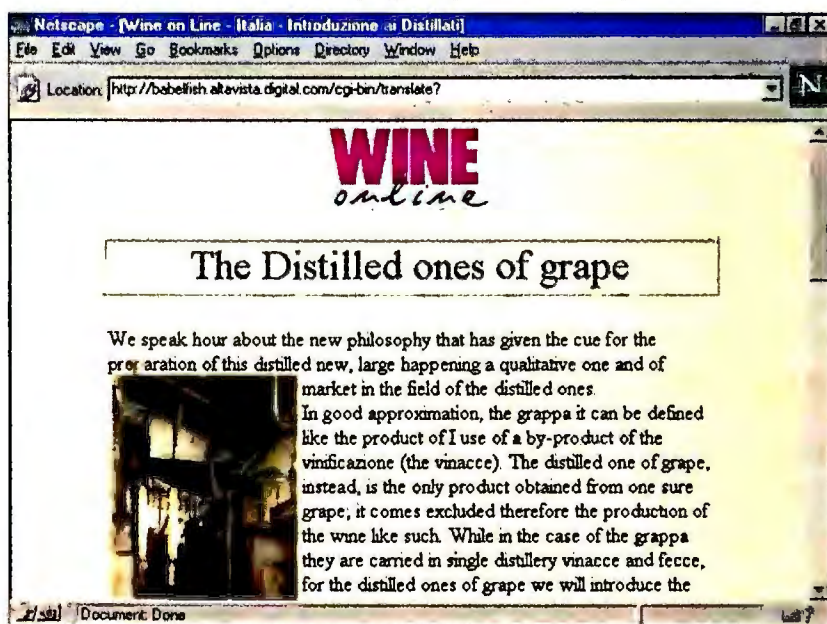 Netscape - [Wine on Line - Italia - Introduzione ai Distillati]
File Edit View Go Bookmarks Options Directory Window Help
Location: http://babelfish.altavista.digital.com/cgi-bin/translate?
N
WINE
online
The Distilled ones of grape
We speak hour about the new philosophy that has given the cue for the
preparation of this distilled new, large happening a qualitative one and of
market in the field of the distilled ones.
In good approximation, the grappa it can be defined
like the product of I use of a by-product of the
vinificazione (the vinacce). The distilled one of grape,
instead, is the only product obtained from one sure
grape; it comes excluded therefore the production of
the wine like such. While in the case of the grappa
they are carried in single distillery vinacce and fecce,
for the distilled ones of grape we will introduce the
Document: Done